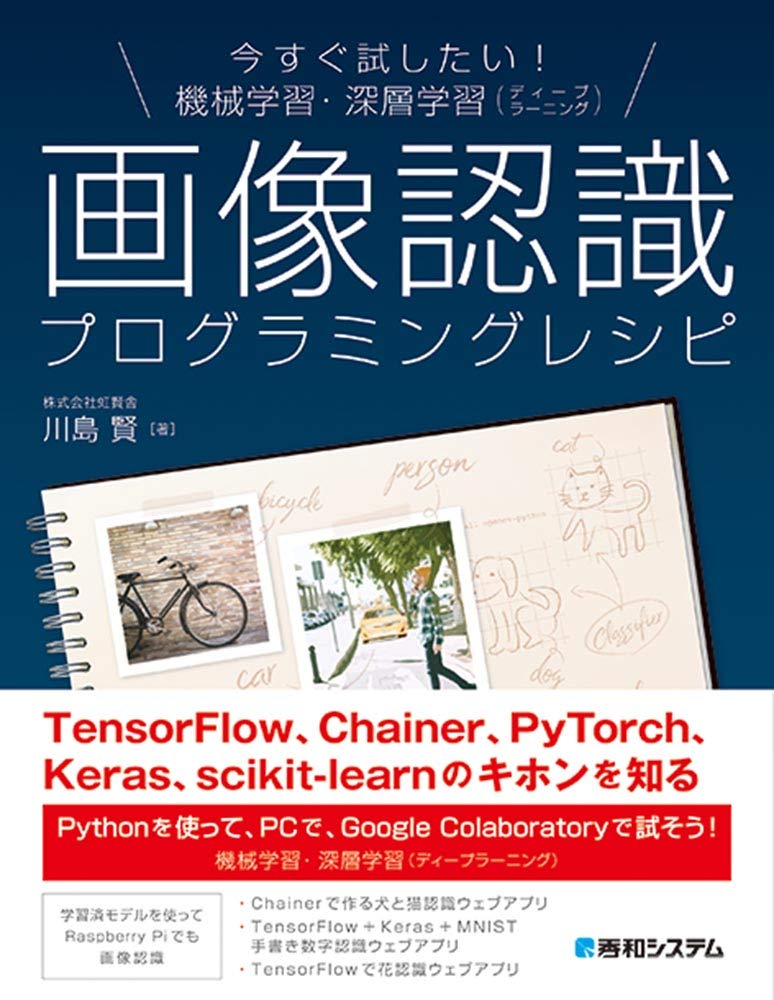 今すぐ試したい!
機械学習・深層学習(ディープラーニング)
画像認識
プログラミングレシピ
株式会社虹賢舎
川島 賢[著]
bicycle
person
cat
car
dog
Classifier
TensorFlow、Chainer、PyTorch、
Keras、scikit-learnのキホンを知る
Pythonを使って、PCで、Google Colaboratoryで試そう!
機械学習・深層学習(ディープラーニング)
学習済モデルを使って
Raspberry Piでも
画像認識
・Chainerで作る犬と猫認識ウェブアプリ
・TensorFlow+Keras+MNIST
手書き数字認識ウェブアプリ
・TensorFlowで花認識ウェブアプリ
秀和システム